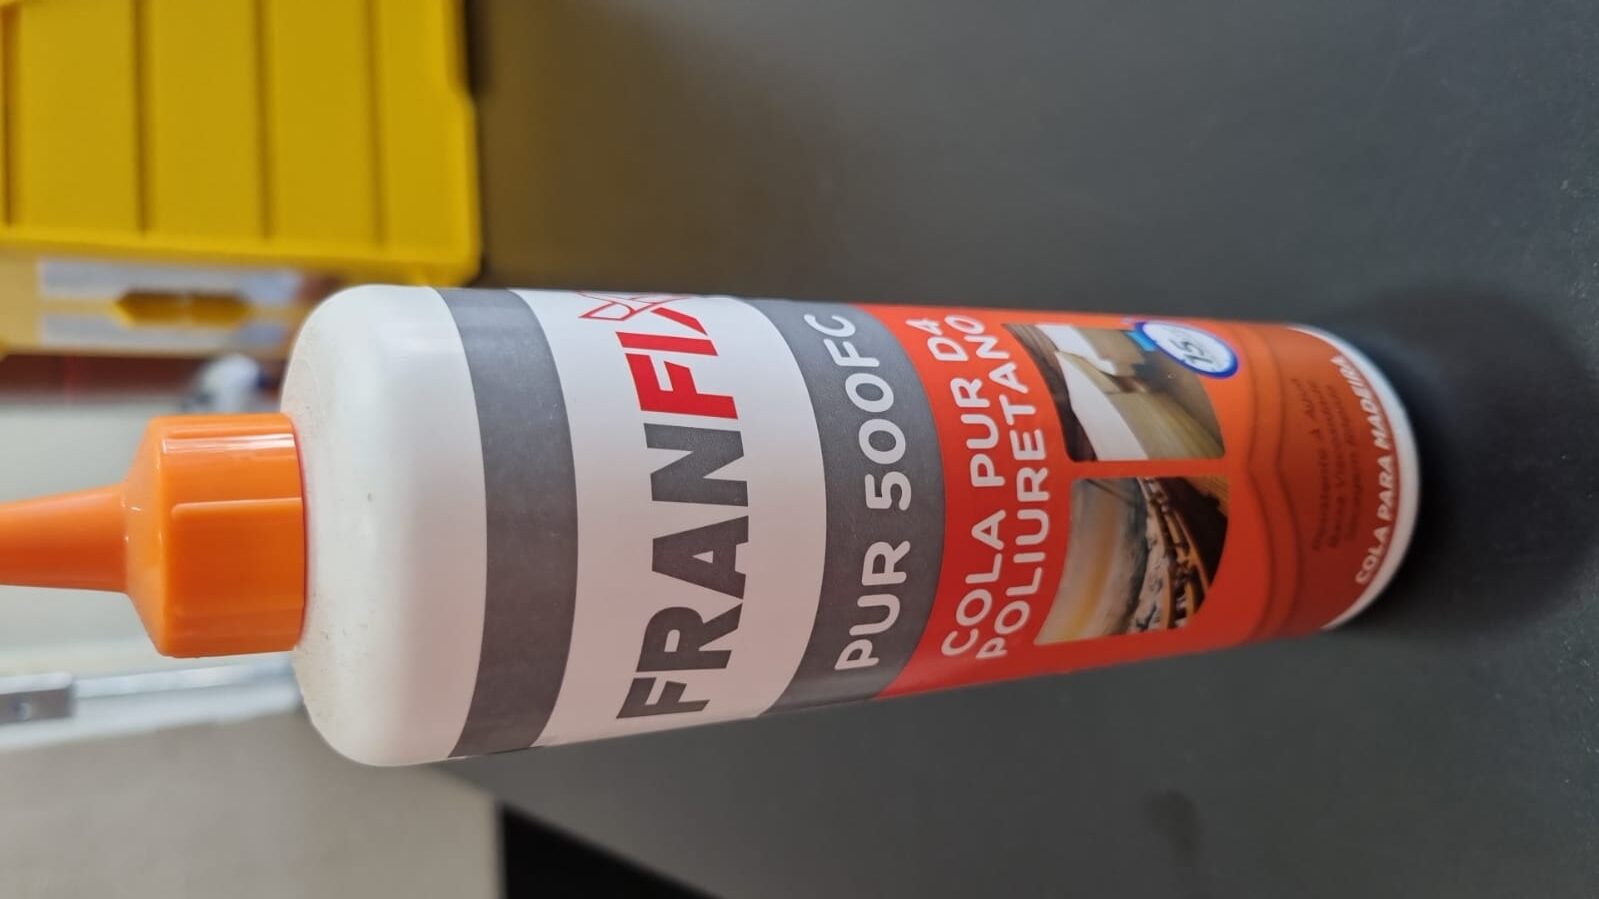 FRANFIX
PUR 500FC
COLA PUR D4
POLIURETANO
15
COLA PARA MADEIRA